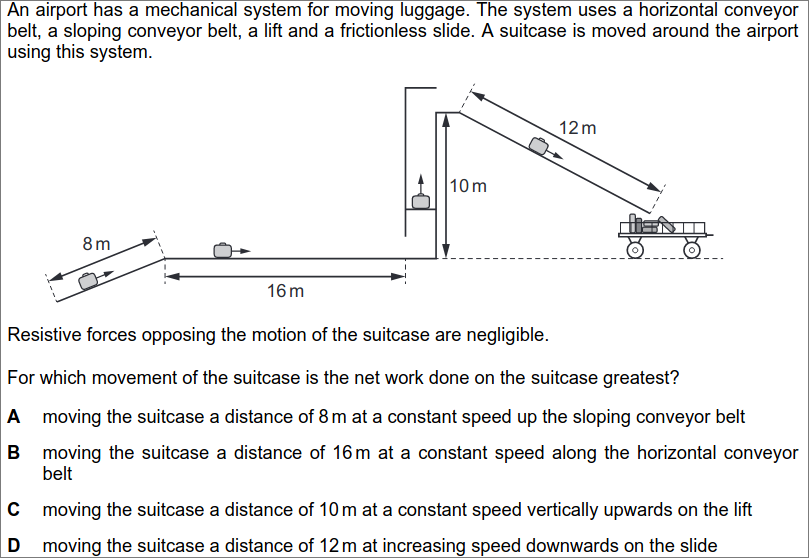 An airport has a mechanical system for moving luggage. The system uses a horizontal conveyor
belt, a sloping conveyor belt, a lift and a frictionless slide. A suitcase is moved around the airport
using this system.
12 m
10 m
8 m
16 m
Resistive forces opposing the motion of the suitcase are negligible.
For which movement of the suitcase is the net work done on the suitcase greatest?
A moving the suitcase a distance of 8 m at a constant speed up the sloping conveyor belt
B moving the suitcase a distance of 16 m at a constant speed along the horizontal conveyor
belt
C moving the suitcase a distance of 10 m at a constant speed vertically upwards on the lift
D moving the suitcase a distance of 12 m at increasing speed downwards on the slide